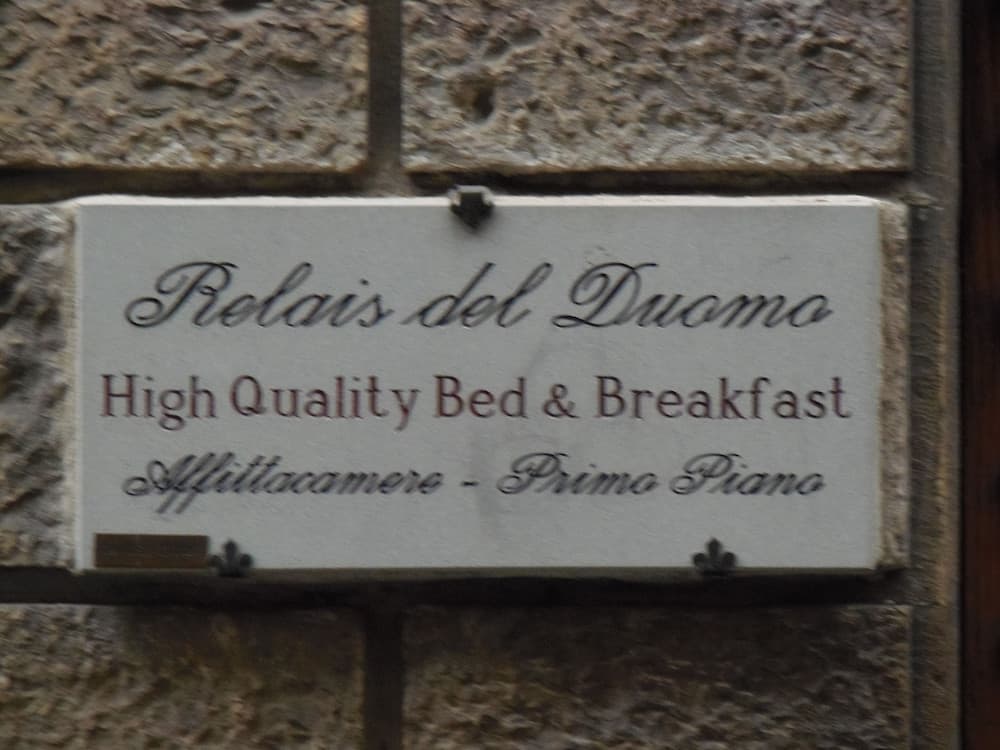 Relais del Duomo
High Quality Bed & Breakfast
Affittacamere - Primo Piano